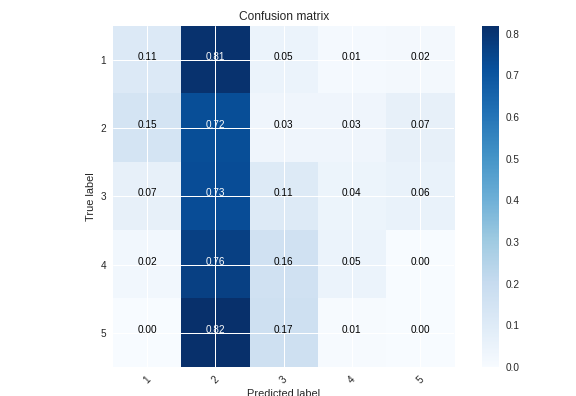 Confusion matrix
0.8
1 0.11 0.81 0.05 0.01 0.02
0.7
0.6
2 0.15 0.72 0.03 0.03 0.07
0.5
True label
3 0.07 0.73 0.11 0.04 0.06
0.4
0.3
4 0.02 0.76 0.16 0.05 0.00
0.2
0.1
5 0.00 0.82 0.17 0.01 0.00
0.0
1 2 3 4 5
Predicted label